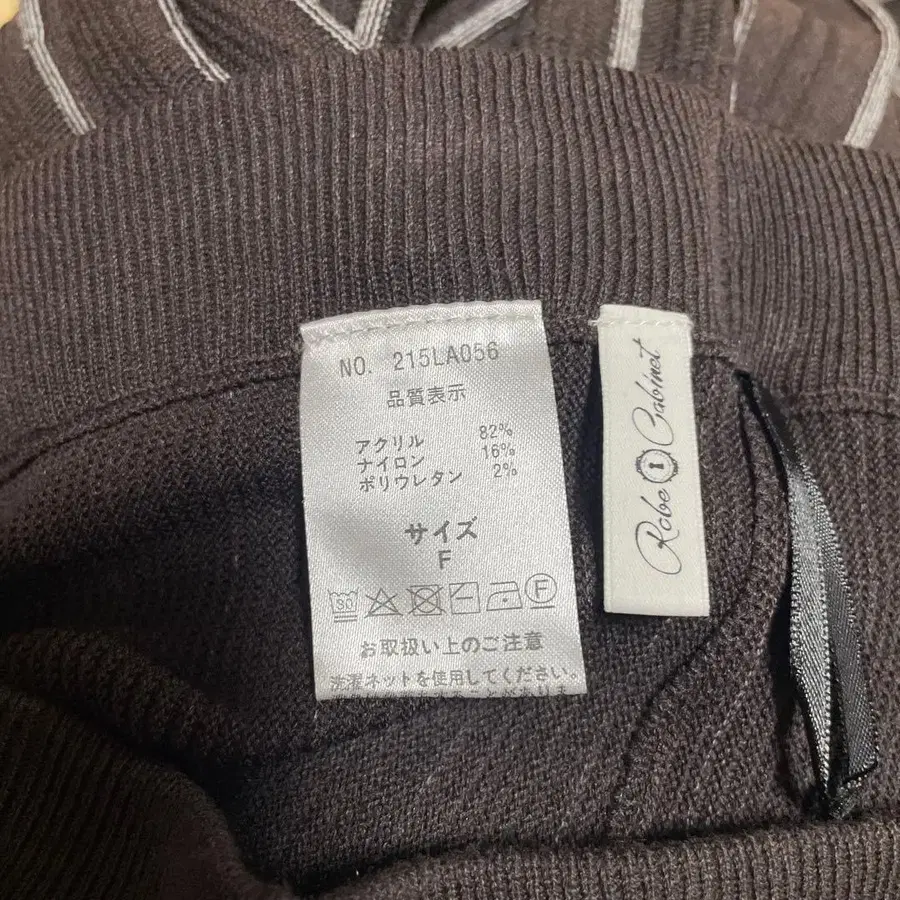 NO. 215LA056
品質表示
アクリル 82%
ナイロン 16%
ポリウレタン 2%
サイズ
F
50
F
お取扱い上のご注意
洗濯ネットを使用してください。
Robe Cabinet